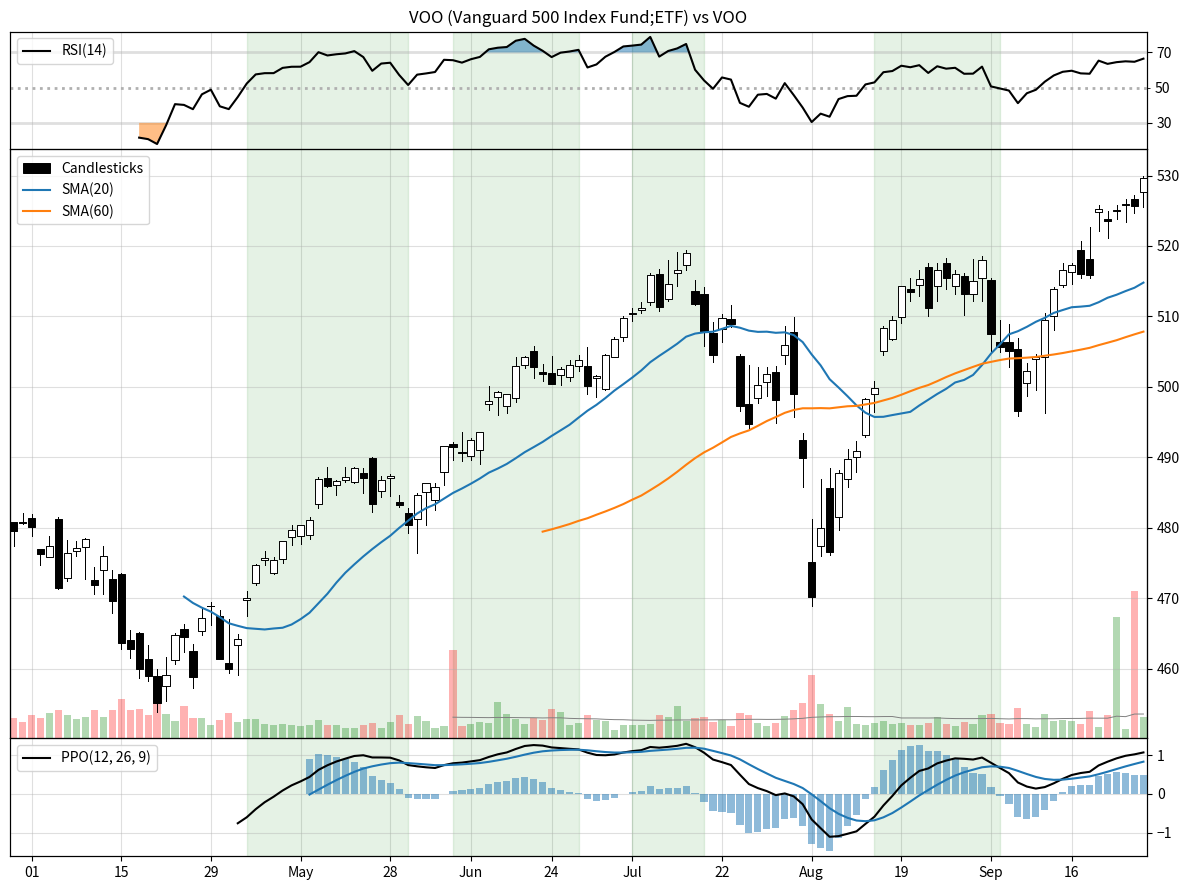 VOO (Vanguard 500 Index Fund;ETF) vs VOO
RSI(14)
70
50
30
Candlesticks
SMA(20)
SMA(60)
530
520
510
500
490
480
470
460
PPO(12, 26, 9)
1
0
−1
01 15 29 May 28 Jun 24 Jul 22 Aug 19 Sep 16